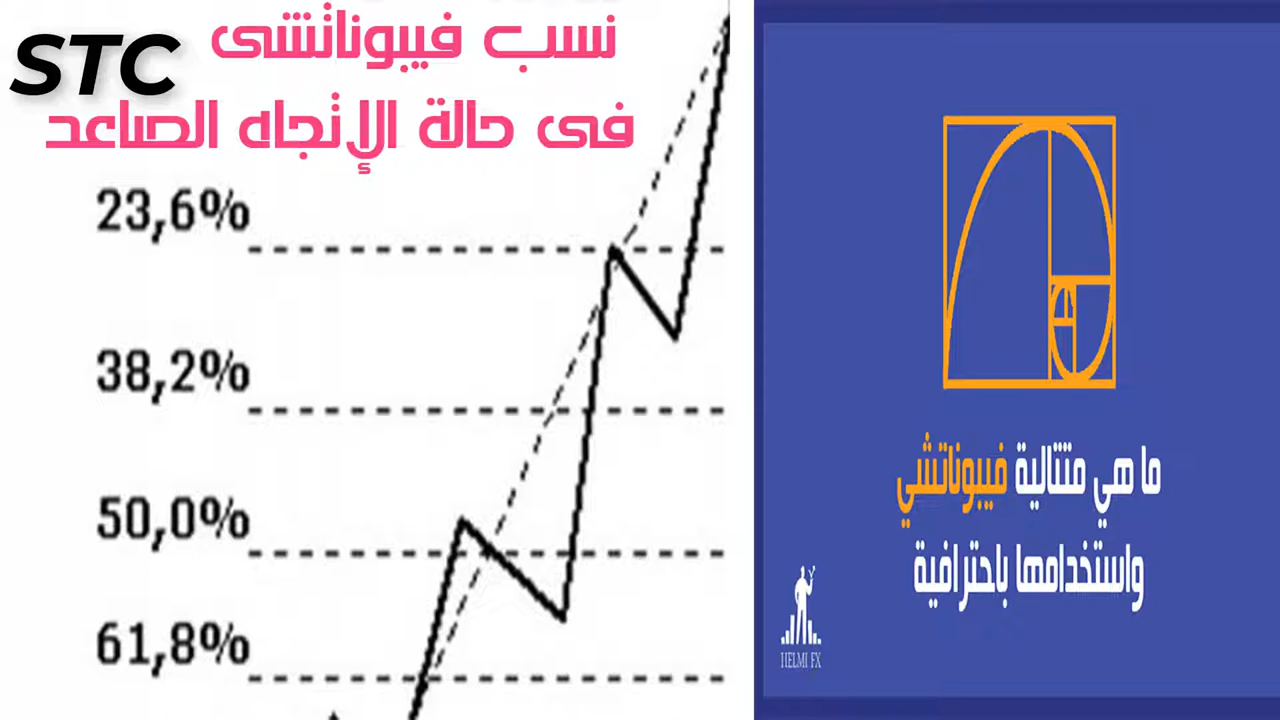 STC
نسب فيبوناتشى
فى حالة الإتجاه الصاعد
23,6%
38,2%
50,0%
61,8%
ما هي متتالية فيبوناتشي
واستخدامها باحترافية
HELMI FX